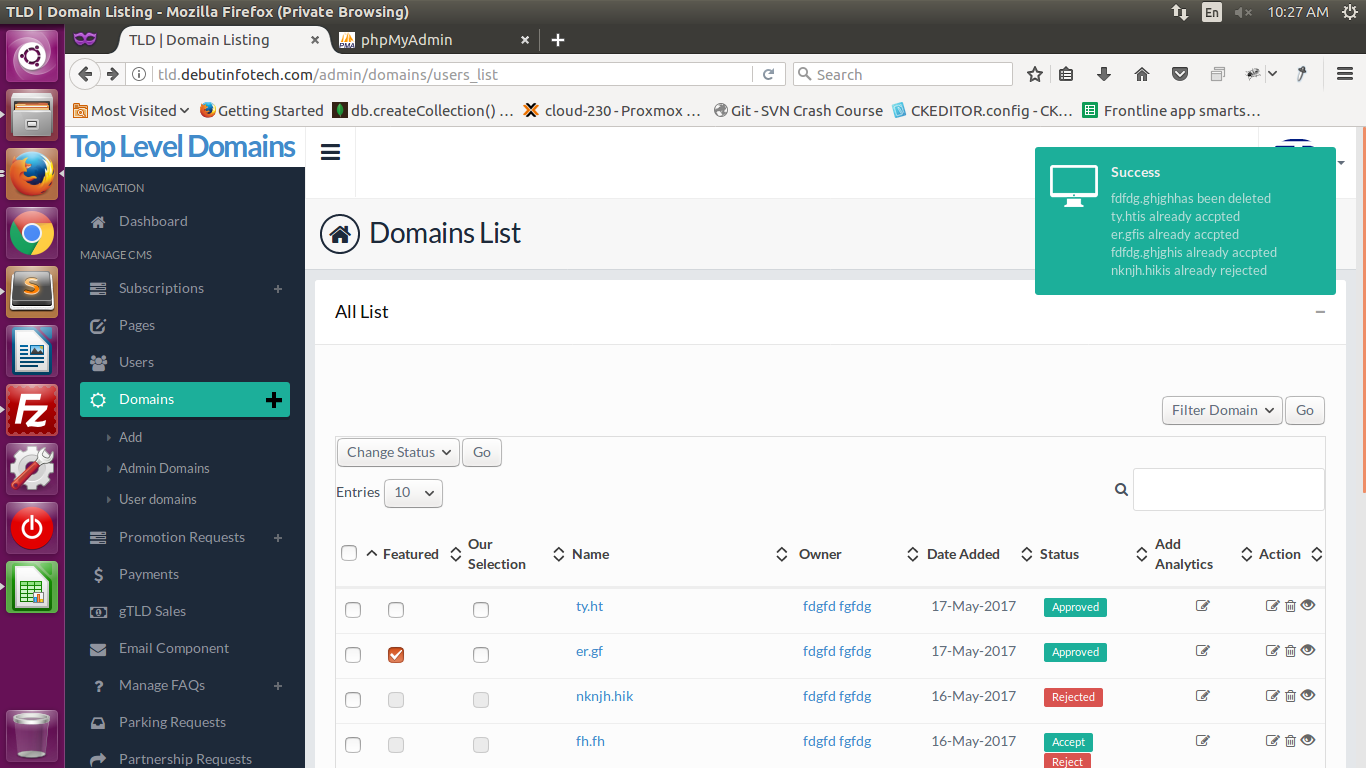 TLD | Domain Listing - Mozilla Firefox (Private Browsing)
En
10:27 AM
TLD | Domain Listing
phpMyAdmin
tld.debutinfotech.com/admin/domains/users_list
Search
Most Visited
Getting Started
db.createCollection() ...
cloud-230 - Proxmox ...
Git - SVN Crash Course
CKEDITOR.config - CK...
Frontline app smarts...
Top Level Domains
NAVIGATION
Dashboard
MANAGE CMS
Subscriptions
Pages
Users
Domains
Add
Admin Domains
User domains
Promotion Requests
Payments
gTLD Sales
Email Component
Manage FAQs
Parking Requests
Partnership Requests
Success
fdfdg.ghjghhas been deleted
ty.htis already accpted
er.gfis already accpted
fdfdg.ghjghis already accpted
nknjh.hikis already rejected
Domains List
All List
Filter Domain
Go
Change Status
Go
Entries 10
Featured
Our Selection
Name
Owner
Date Added
Status
Add Analytics
Action
ty.ht fdgfd fgfdg 17-May-2017 Approved
er.gf fdgfd fgfdg 17-May-2017 Approved
nknjh.hik fdgfd fgfdg 16-May-2017 Rejected
fh.fh fdgfd fgfdg 16-May-2017 Accept
Reject